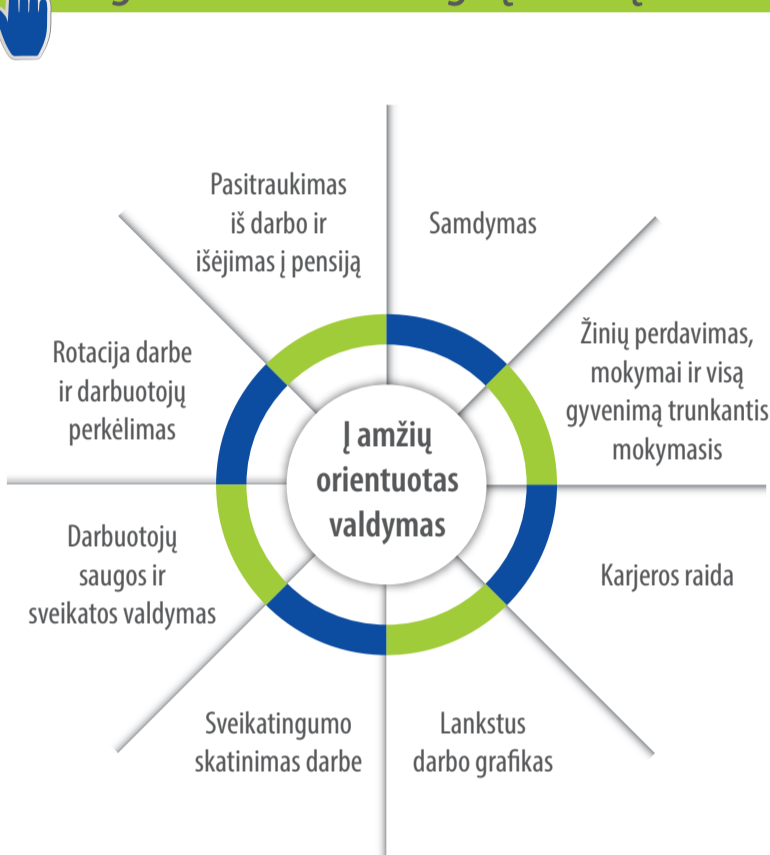 Pasitraukimas
iš darbo ir
išėjimas į pensiją
Samdymas
Žinių perdavimas,
mokymai ir visą
gyvenimą trunkantis
mokymasis
Karjeros raida
Lankstus
darbo grafikas
Sveikatingumo
skatinimas darbe
Darbuotojų
saugos ir
sveikatos valdymas
Rotacija darbe
ir darbuotojų
perkėlimas
Į amžių
orientuotas
valdymas